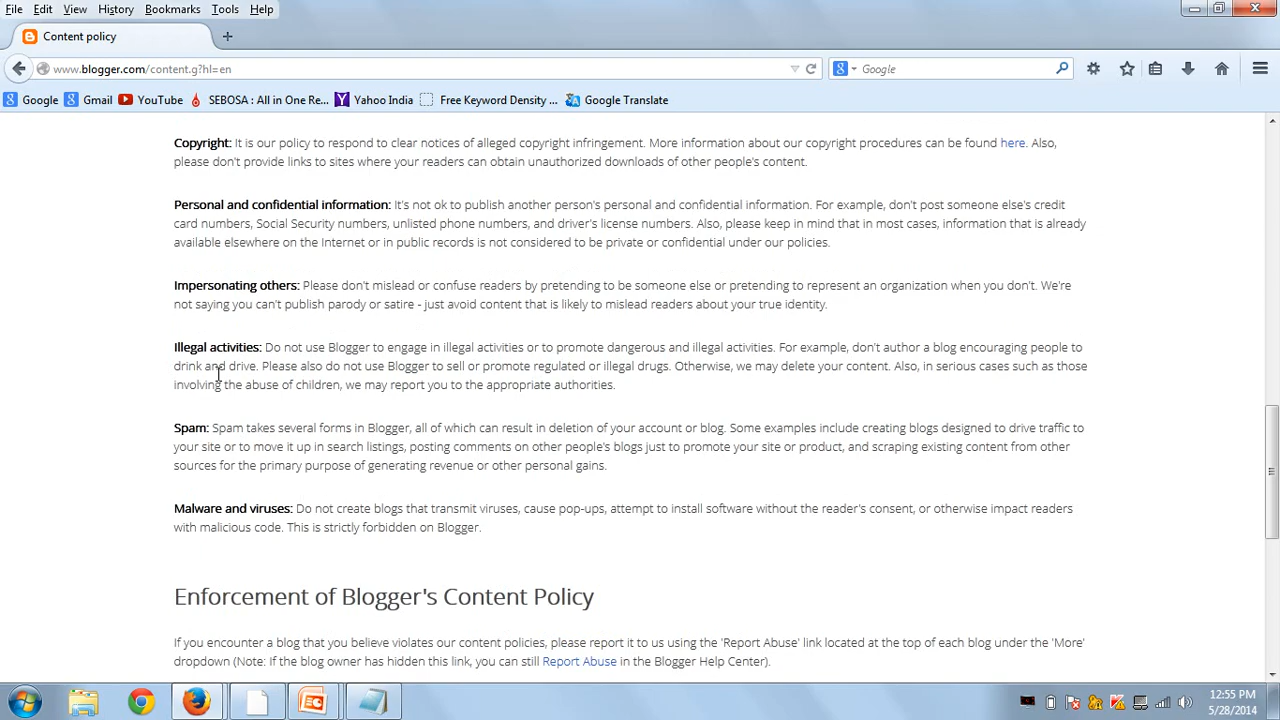 File Edit View History Bookmarks Tools Help
Content policy
www.blogger.com/content.g?hl=en
Google
Google Gmail YouTube SEBOSA : All in One Re... Yahoo India Free Keyword Density ... Google Translate
Copyright: It is our policy to respond to clear notices of alleged copyright infringement. More information about our copyright procedures can be found here. Also,
please don't provide links to sites where your readers can obtain unauthorized downloads of other people's content.
Personal and confidential information: It's not ok to publish another person's personal and confidential information. For example, don't post someone else's credit
card numbers, Social Security numbers, unlisted phone numbers, and driver's license numbers. Also, please keep in mind that in most cases, information that is already
available elsewhere on the Internet or in public records is not considered to be private or confidential under our policies.
Impersonating others: Please don't mislead or confuse readers by pretending to be someone else or pretending to represent an organization when you don't. We're
not saying you can't publish parody or satire - just avoid content that is likely to mislead readers about your true identity.
Illegal activities: Do not use Blogger to engage in illegal activities or to promote dangerous and illegal activities. For example, don't author a blog encouraging people to
drink and drive. Please also do not use Blogger to sell or promote regulated or illegal drugs. Otherwise, we may delete your content. Also, in serious cases such as those
involving the abuse of children, we may report you to the appropriate authorities.
Spam: Spam takes several forms in Blogger, all of which can result in deletion of your account or blog. Some examples include creating blogs designed to drive traffic to
your site or to move it up in search listings, posting comments on other people's blogs just to promote your site or product, and scraping existing content from other
sources for the primary purpose of generating revenue or other personal gains.
Malware and viruses: Do not create blogs that transmit viruses, cause pop-ups, attempt to install software without the reader's consent, or otherwise impact readers
with malicious code. This is strictly forbidden on Blogger.
Enforcement of Blogger's Content Policy
If you encounter a blog that you believe violates our content policies, please report it to us using the 'Report Abuse' link located at the top of each blog under the 'More'
dropdown (Note: If the blog owner has hidden this link, you can still Report Abuse in the Blogger Help Center).
12:55 PM
5/28/2014